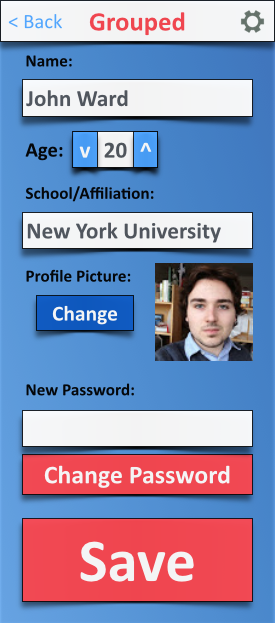 < Back
Grouped
Name:
John Ward
Age: v 20 ^
School/Affiliation:
New York University
Profile Picture:
Change
New Password:
Change Password
Save